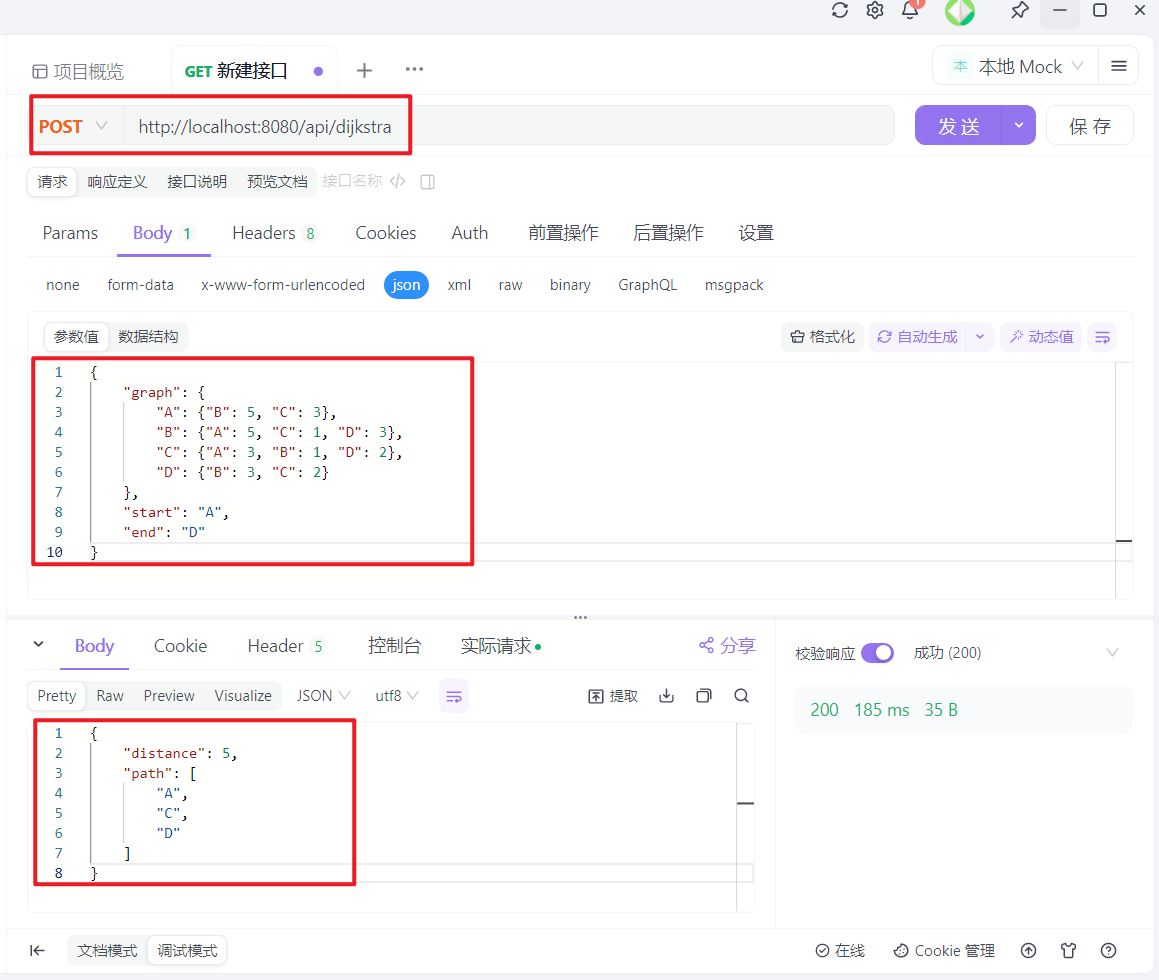 1
项目概览
GET 新建接口
本 本地 Mock
POST http://localhost:8080/api/dijkstra
发送
保存
请求 响应定义 接口说明 预览文档 接口名称
Params Body 1 Headers 8 Cookies Auth 前置操作 后置操作 设置
none form-data x-www-form-urlencoded json xml raw binary GraphQL msgpack
参数值 数据结构
格式化 自动生成 动态值
1 {
2 "graph": {
3 "A": {"B": 5, "C": 3},
4 "B": {"A": 5, "C": 1, "D": 3},
5 "C": {"A": 3, "B": 1, "D": 2},
6 "D": {"B": 3, "C": 2}
7 },
8 "start": "A",
9 "end": "D"
10 }
Body Cookie Header 5 控制台 实际请求
分享
校验响应 成功 (200)
Pretty Raw Preview Visualize JSON utf8
提取
200 185 ms 35 B
1 {
2 "distance": 5,
3 "path": [
4 "A",
5 "C",
6 "D"
7 ]
8 }
文档模式 调试模式
在线 Cookie 管理